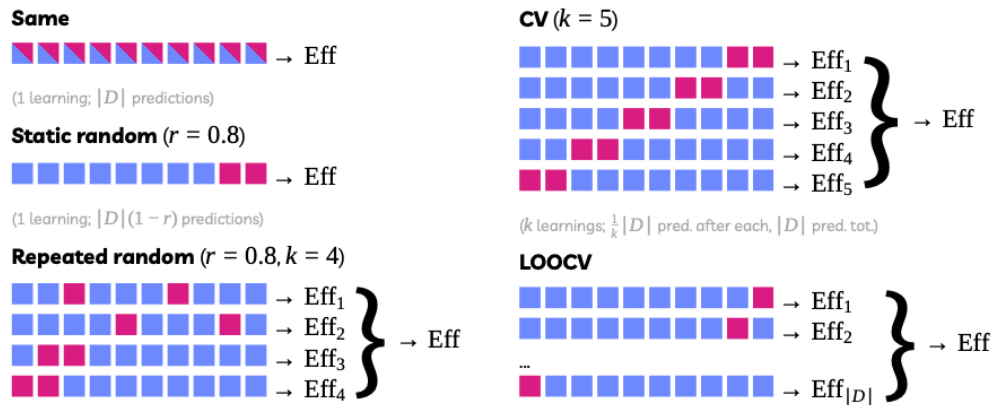 Same
→ Eff
(1 learning; |D| predictions)
Static random (r = 0.8)
→ Eff
(1 learning; |D|(1 − r) predictions)
Repeated random (r = 0.8, k = 4)
→ Eff₁
→ Eff₂
→ Eff₃
→ Eff₄
} → Eff
CV (k = 5)
→ Eff₁
→ Eff₂
→ Eff₃
→ Eff₄
→ Eff₅
} → Eff
(k learnings; 1/k |D| pred. after each, |D| pred. tot.)
LOOCV
→ Eff₁
→ Eff₂
...
→ Eff|D|
} → Eff